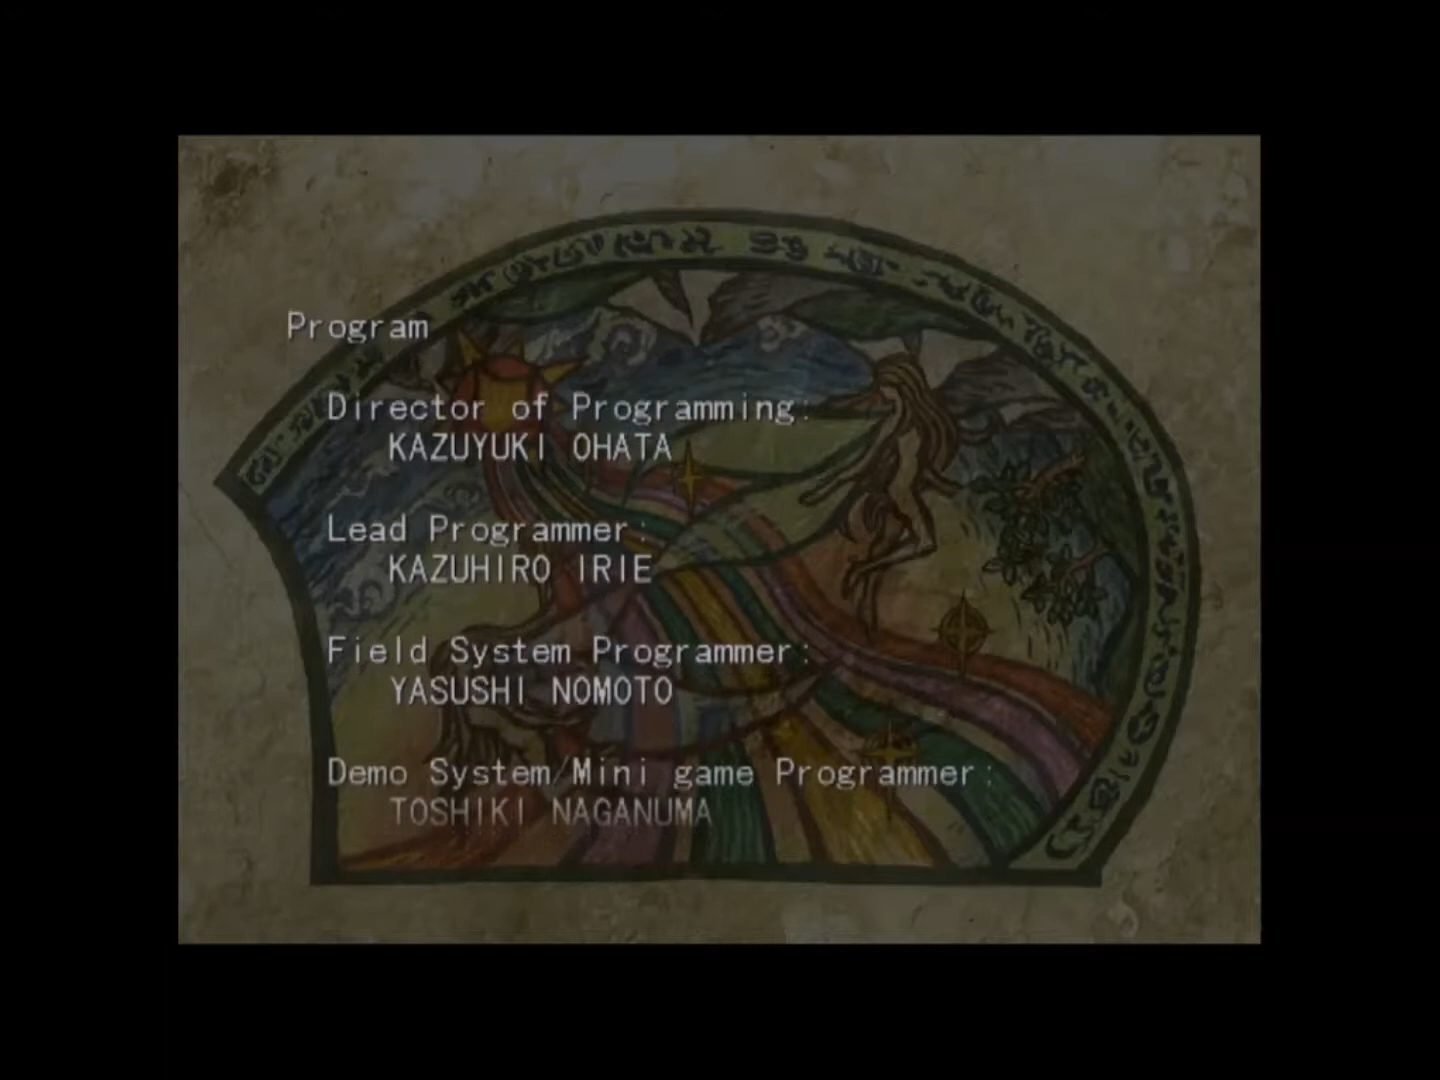 Program
Director of Programming:
KAZUYUKI OHATA
Lead Programmer:
KAZUHIRO IRIE
Field System Programmer:
YASUSHI NOMOTO
Demo System/Mini game Programmer:
TOSHIKI NAGANUMA